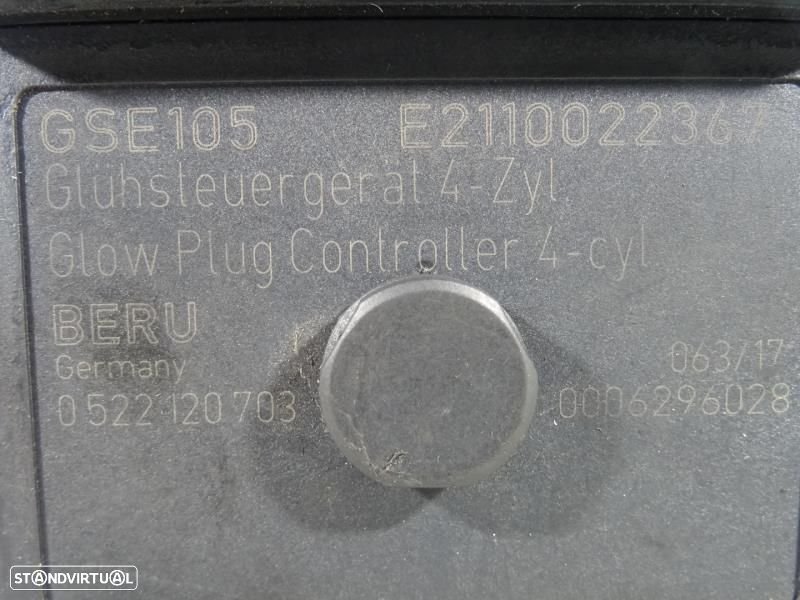 GSE105 E2110022367
Glühsteuergerät 4-Zyl
Glow Plug Controller 4-cyl
BERU
Germany 063/17
0 522 120 703 0006296028
STANDVIRTUAL